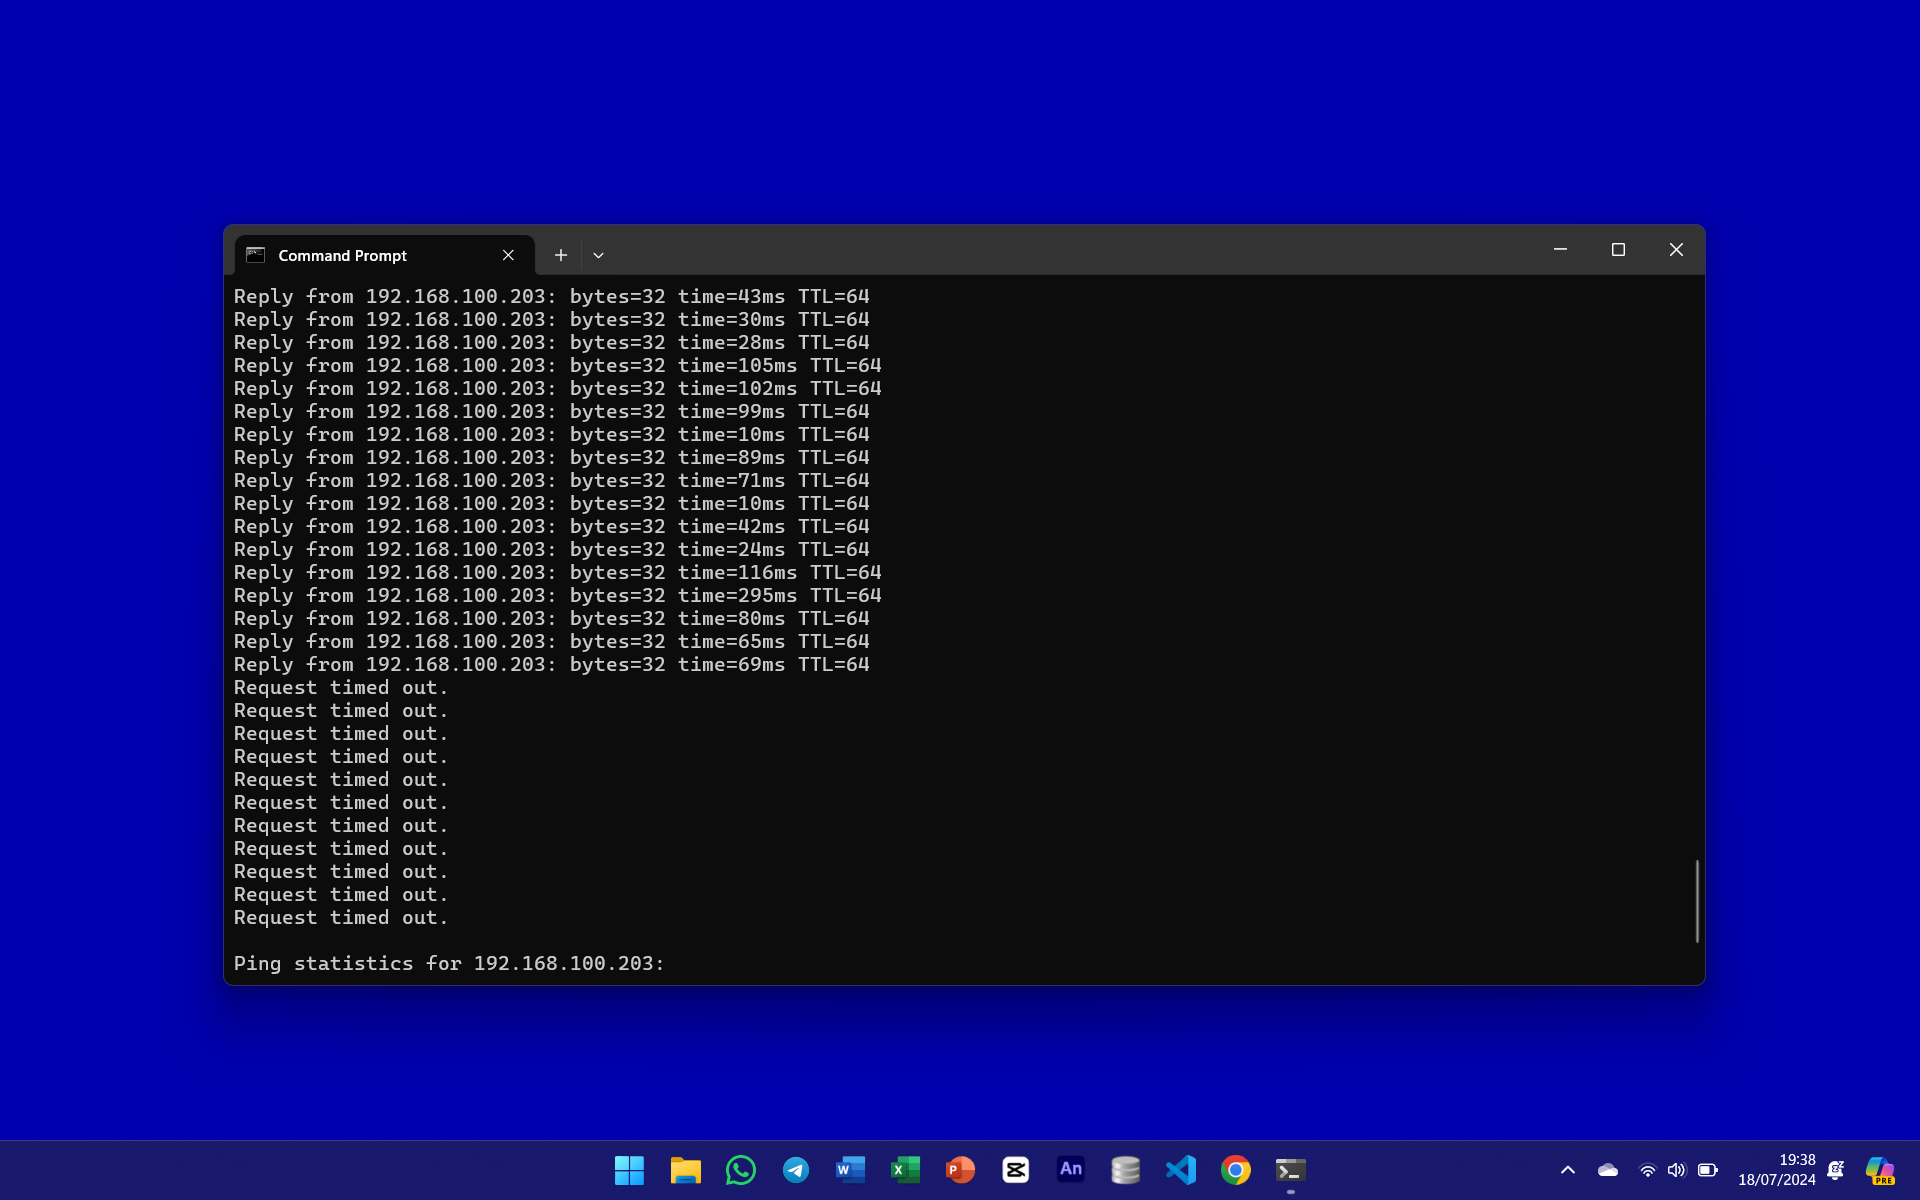 Command Prompt
Reply from 192.168.100.203: bytes=32 time=43ms TTL=64
Reply from 192.168.100.203: bytes=32 time=30ms TTL=64
Reply from 192.168.100.203: bytes=32 time=28ms TTL=64
Reply from 192.168.100.203: bytes=32 time=105ms TTL=64
Reply from 192.168.100.203: bytes=32 time=102ms TTL=64
Reply from 192.168.100.203: bytes=32 time=99ms TTL=64
Reply from 192.168.100.203: bytes=32 time=10ms TTL=64
Reply from 192.168.100.203: bytes=32 time=89ms TTL=64
Reply from 192.168.100.203: bytes=32 time=71ms TTL=64
Reply from 192.168.100.203: bytes=32 time=10ms TTL=64
Reply from 192.168.100.203: bytes=32 time=42ms TTL=64
Reply from 192.168.100.203: bytes=32 time=24ms TTL=64
Reply from 192.168.100.203: bytes=32 time=116ms TTL=64
Reply from 192.168.100.203: bytes=32 time=295ms TTL=64
Reply from 192.168.100.203: bytes=32 time=80ms TTL=64
Reply from 192.168.100.203: bytes=32 time=65ms TTL=64
Reply from 192.168.100.203: bytes=32 time=69ms TTL=64
Request timed out.
Request timed out.
Request timed out.
Request timed out.
Request timed out.
Request timed out.
Request timed out.
Request timed out.
Request timed out.
Request timed out.
Request timed out.
Ping statistics for 192.168.100.203:
W
X
P
An
19:38
18/07/2024
PRE